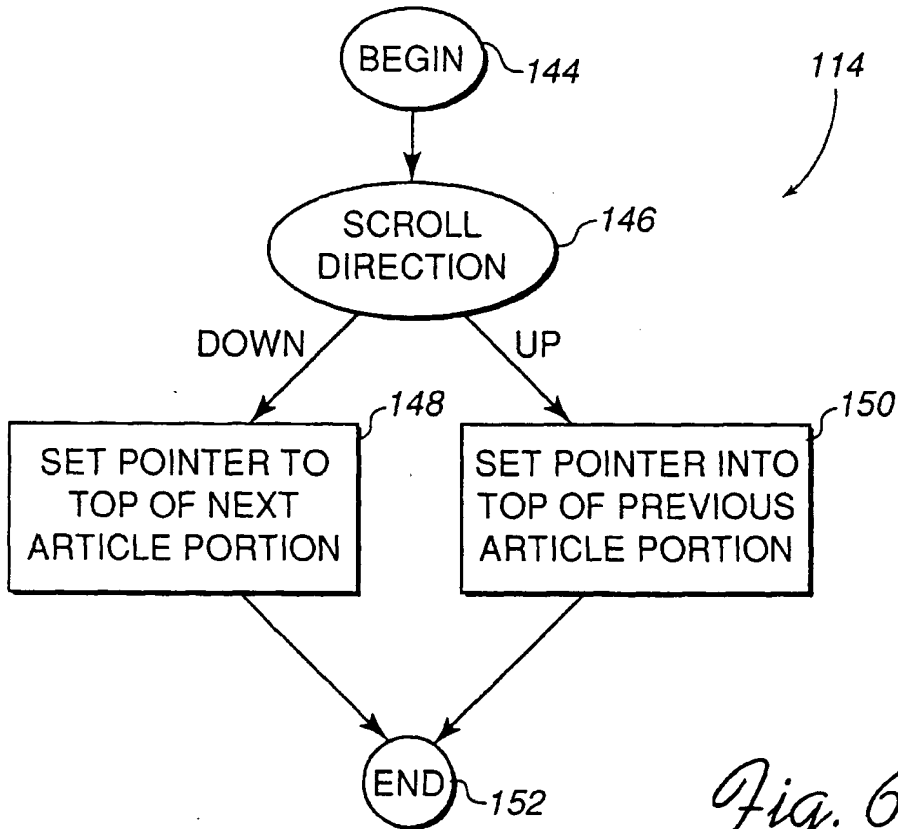 BEGIN
144
114
SCROLL
DIRECTION
146
DOWN
UP
148
150
SET POINTER TO
TOP OF NEXT
ARTICLE PORTION
SET POINTER INTO
TOP OF PREVIOUS
ARTICLE PORTION
END
152
Fig. 6